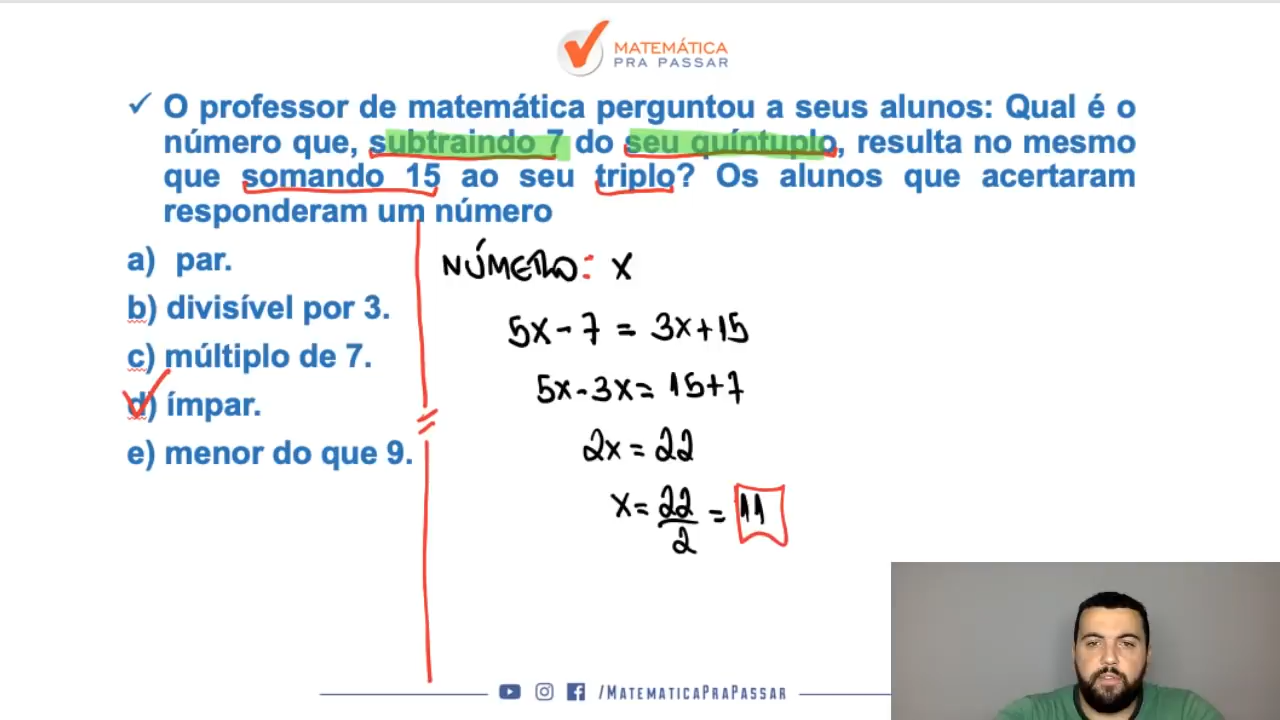 MATEMÁTICA
PRA PASSAR
✓ O professor de matemática perguntou a seus alunos: Qual é o
número que, subtraindo 7 do seu quíntuplo, resulta no mesmo
que somando 15 ao seu triplo? Os alunos que acertaram
responderam um número
a) par.
b) divisível por 3.
c) múltiplo de 7.
d) ímpar.
e) menor do que 9.
NÚMERO: X
5x - 7 = 3x + 15
5x - 3x = 15 + 7
2x = 22
x = 22/2 = 11
/MATEMATICAPRAPASSAR